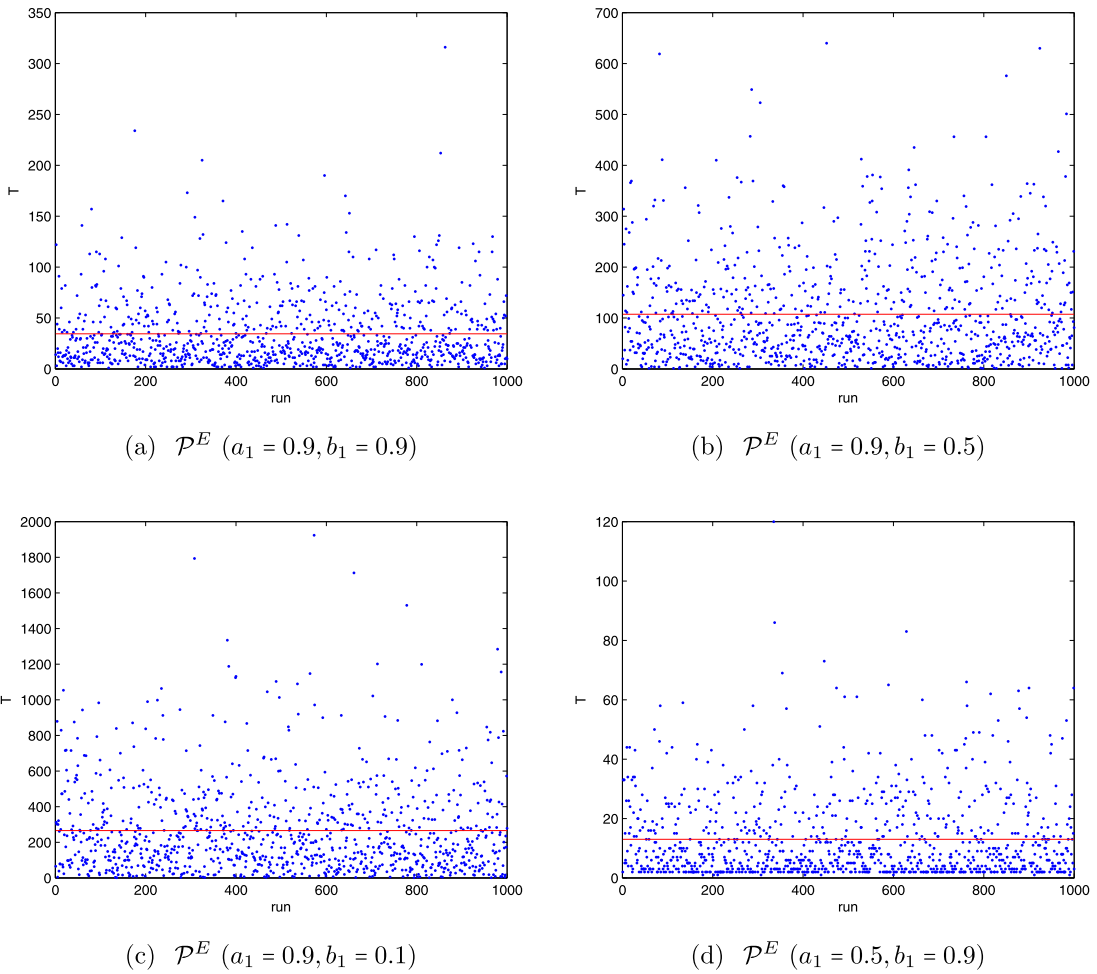 350
300
250
200
150
100
50
0
T
0 200 400 600 800 1000
run
(a) 𝒫^E (a₁ = 0.9, b₁ = 0.9)
700
600
500
400
300
200
100
0
T
0 200 400 600 800 1000
run
(b) 𝒫^E (a₁ = 0.9, b₁ = 0.5)
2000
1800
1600
1400
1200
1000
800
600
400
200
0
T
0 200 400 600 800 1000
run
(c) 𝒫^E (a₁ = 0.9, b₁ = 0.1)
120
100
80
60
40
20
0
T
0 200 400 600 800 1000
run
(d) 𝒫^E (a₁ = 0.5, b₁ = 0.9)